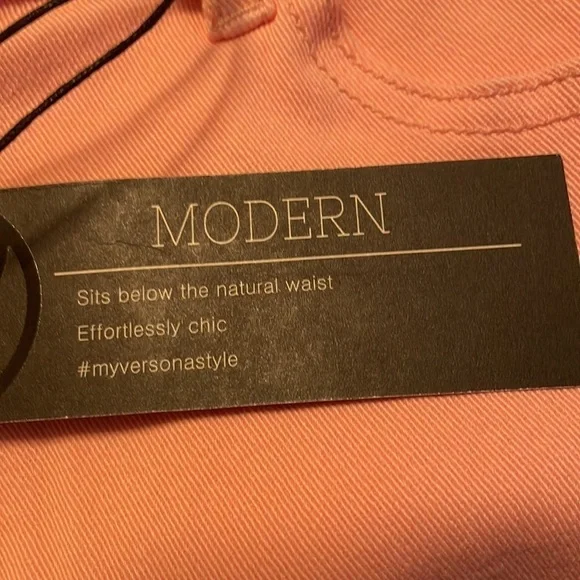 MODERN
Sits below the natural waist
Effortlessly chic
#myversonastyle